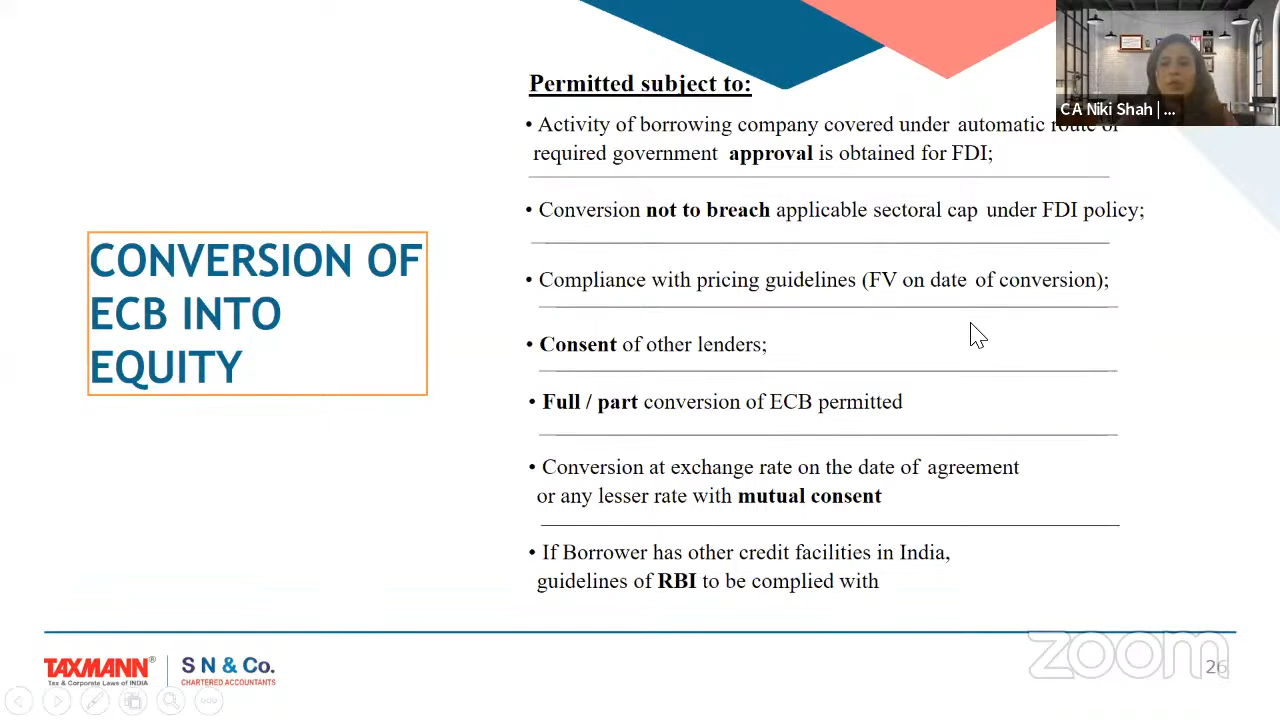 CA Niki Shah | ...
Permitted subject to:
• Activity of borrowing company covered under automatic route or
required government approval is obtained for FDI;
• Conversion not to breach applicable sectoral cap under FDI policy;
CONVERSION OF
ECB INTO
EQUITY
• Compliance with pricing guidelines (FV on date of conversion);
• Consent of other lenders;
• Full / part conversion of ECB permitted
• Conversion at exchange rate on the date of agreement
or any lesser rate with mutual consent
• If Borrower has other credit facilities in India,
guidelines of RBI to be complied with
TAXMANN®
Tax & Corporate Laws of INDIA
S N & Co.
CHARTERED ACCOUNTANTS
zoom
26